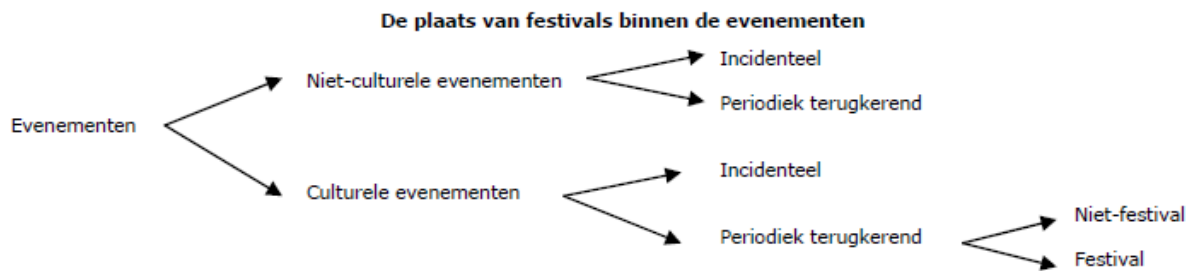 De plaats van festivals binnen de evenementen
Incidenteel
Niet-culturele evenementen
Periodiek terugkerend
Evenementen
Incidenteel
Culturele evenementen
Niet-festival
Periodiek terugkerend
Festival